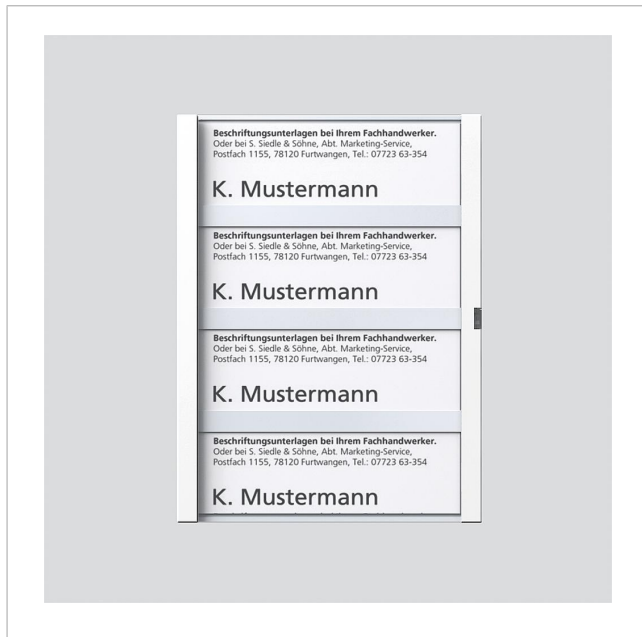 Beschriftungsunterlagen bei Ihrem Fachhandwerker.
Oder bei S. Siedle & Söhne, Abt. Marketing-Service,
Postfach 1155, 78120 Furtwangen, Tel.: 07723 63-354
K. Mustermann
Beschriftungsunterlagen bei Ihrem Fachhandwerker.
Oder bei S. Siedle & Söhne, Abt. Marketing-Service,
Postfach 1155, 78120 Furtwangen, Tel.: 07723 63-354
K. Mustermann
Beschriftungsunterlagen bei Ihrem Fachhandwerker.
Oder bei S. Siedle & Söhne, Abt. Marketing-Service,
Postfach 1155, 78120 Furtwangen, Tel.: 07723 63-354
K. Mustermann
Beschriftungsunterlagen bei Ihrem Fachhandwerker.
Oder bei S. Siedle & Söhne, Abt. Marketing-Service,
Postfach 1155, 78120 Furtwangen, Tel.: 07723 63-354
K. Mustermann